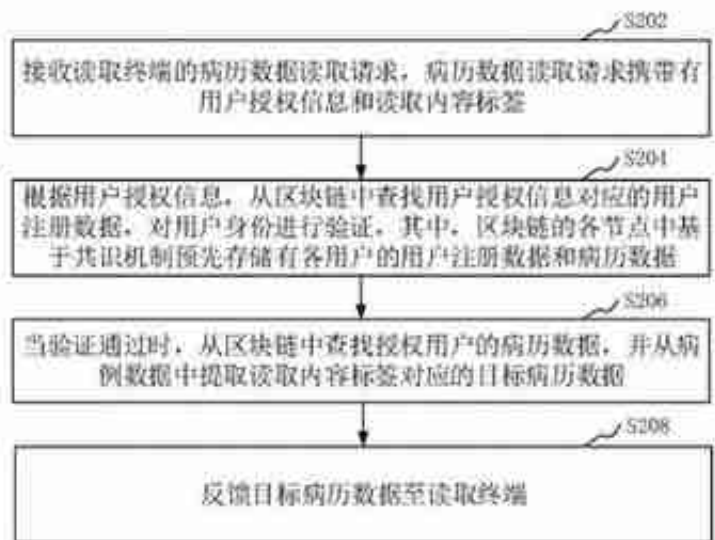 S202
接收读取终端的病历数据读取请求，病历数据读取请求携带有
用户授权信息和读取内容标签
S204
根据用户授权信息，从区块链中查找用户授权信息对应的用户
注册数据，对用户身份进行验证，其中，区块链的各节点中基
于共识机制预先存储有各用户的用户注册数据和病历数据
S206
当验证通过时，从区块链中查找授权用户的病历数据，并从病
例数据中提取读取内容标签对应的目标病历数据
S208
反馈目标病历数据至读取终端